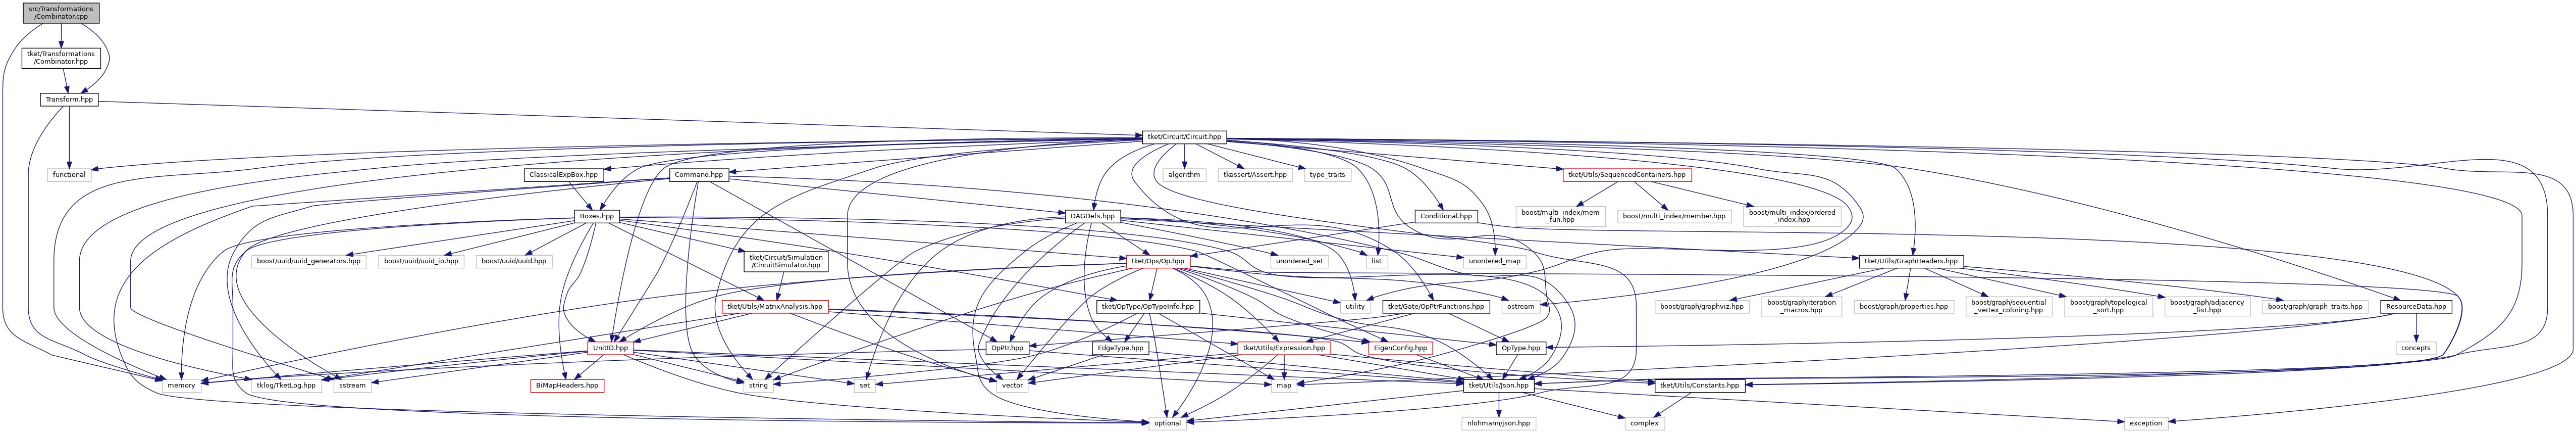 src/Transformations
/Combinator.cpp
tket/Transformations
/Combinator.hpp
Transform.hpp
tket/Circuit/Circuit.hpp
functional
ClassicalExpBox.hpp
Command.hpp
algorithm
tkassert/Assert.hpp
type_traits
tket/Utils/SequencedContainers.hpp
Boxes.hpp
DAGDefs.hpp
Conditional.hpp
boost/multi_index/mem
_fun.hpp
boost/multi_index/member.hpp
boost/multi_index/ordered
_index.hpp
boost/uuid/uuid_generators.hpp
boost/uuid/uuid_io.hpp
boost/uuid/uuid.hpp
tket/Circuit/Simulation
/CircuitSimulator.hpp
tket/Ops/Op.hpp
unordered_set
list
unordered_map
tket/Utils/GraphHeaders.hpp
tket/Utils/MatrixAnalysis.hpp
tket/OpType/OpTypeInfo.hpp
utility
tket/Gate/OpPtrFunctions.hpp
ostream
boost/graph/graphviz.hpp
boost/graph/iteration
_macros.hpp
boost/graph/properties.hpp
boost/graph/sequential
_vertex_coloring.hpp
boost/graph/topological
_sort.hpp
boost/graph/adjacency
_list.hpp
boost/graph/graph_traits.hpp
ResourceData.hpp
UnitID.hpp
OpPtr.hpp
EdgeType.hpp
tket/Utils/Expression.hpp
EigenConfig.hpp
OpType.hpp
concepts
memory
tklog/TketLog.hpp
sstream
BiMapHeaders.hpp
string
set
vector
map
tket/Utils/Json.hpp
tket/Utils/Constants.hpp
optional
nlohmann/json.hpp
complex
exception